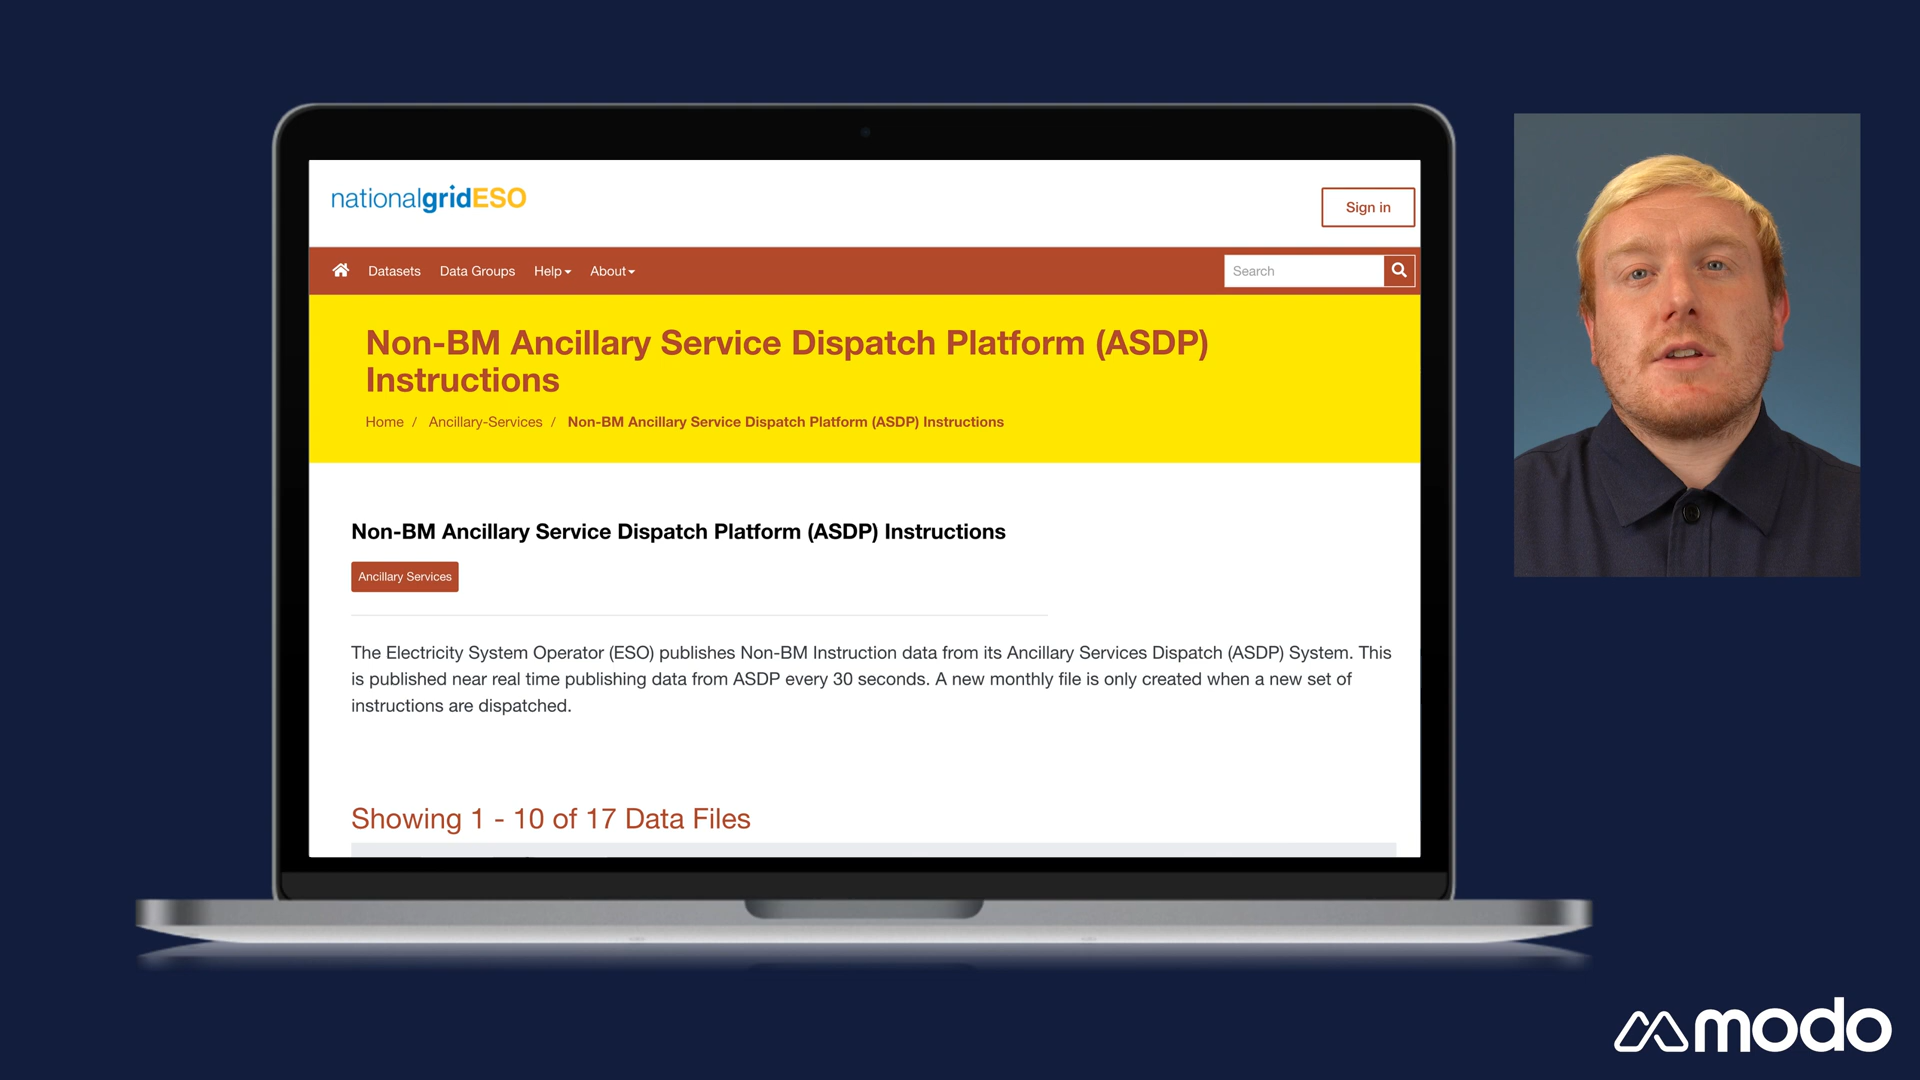 nationalgridESO
Sign in
Datasets Data Groups Help About Search
Non-BM Ancillary Service Dispatch Platform (ASDP)
Instructions
Home / Ancillary-Services / Non-BM Ancillary Service Dispatch Platform (ASDP) Instructions
Non-BM Ancillary Service Dispatch Platform (ASDP) Instructions
Ancillary Services
The Electricity System Operator (ESO) publishes Non-BM Instruction data from its Ancillary Services Dispatch (ASDP) System. This
is published near real time publishing data from ASDP every 30 seconds. A new monthly file is only created when a new set of
instructions are dispatched.
Showing 1 - 10 of 17 Data Files
modo